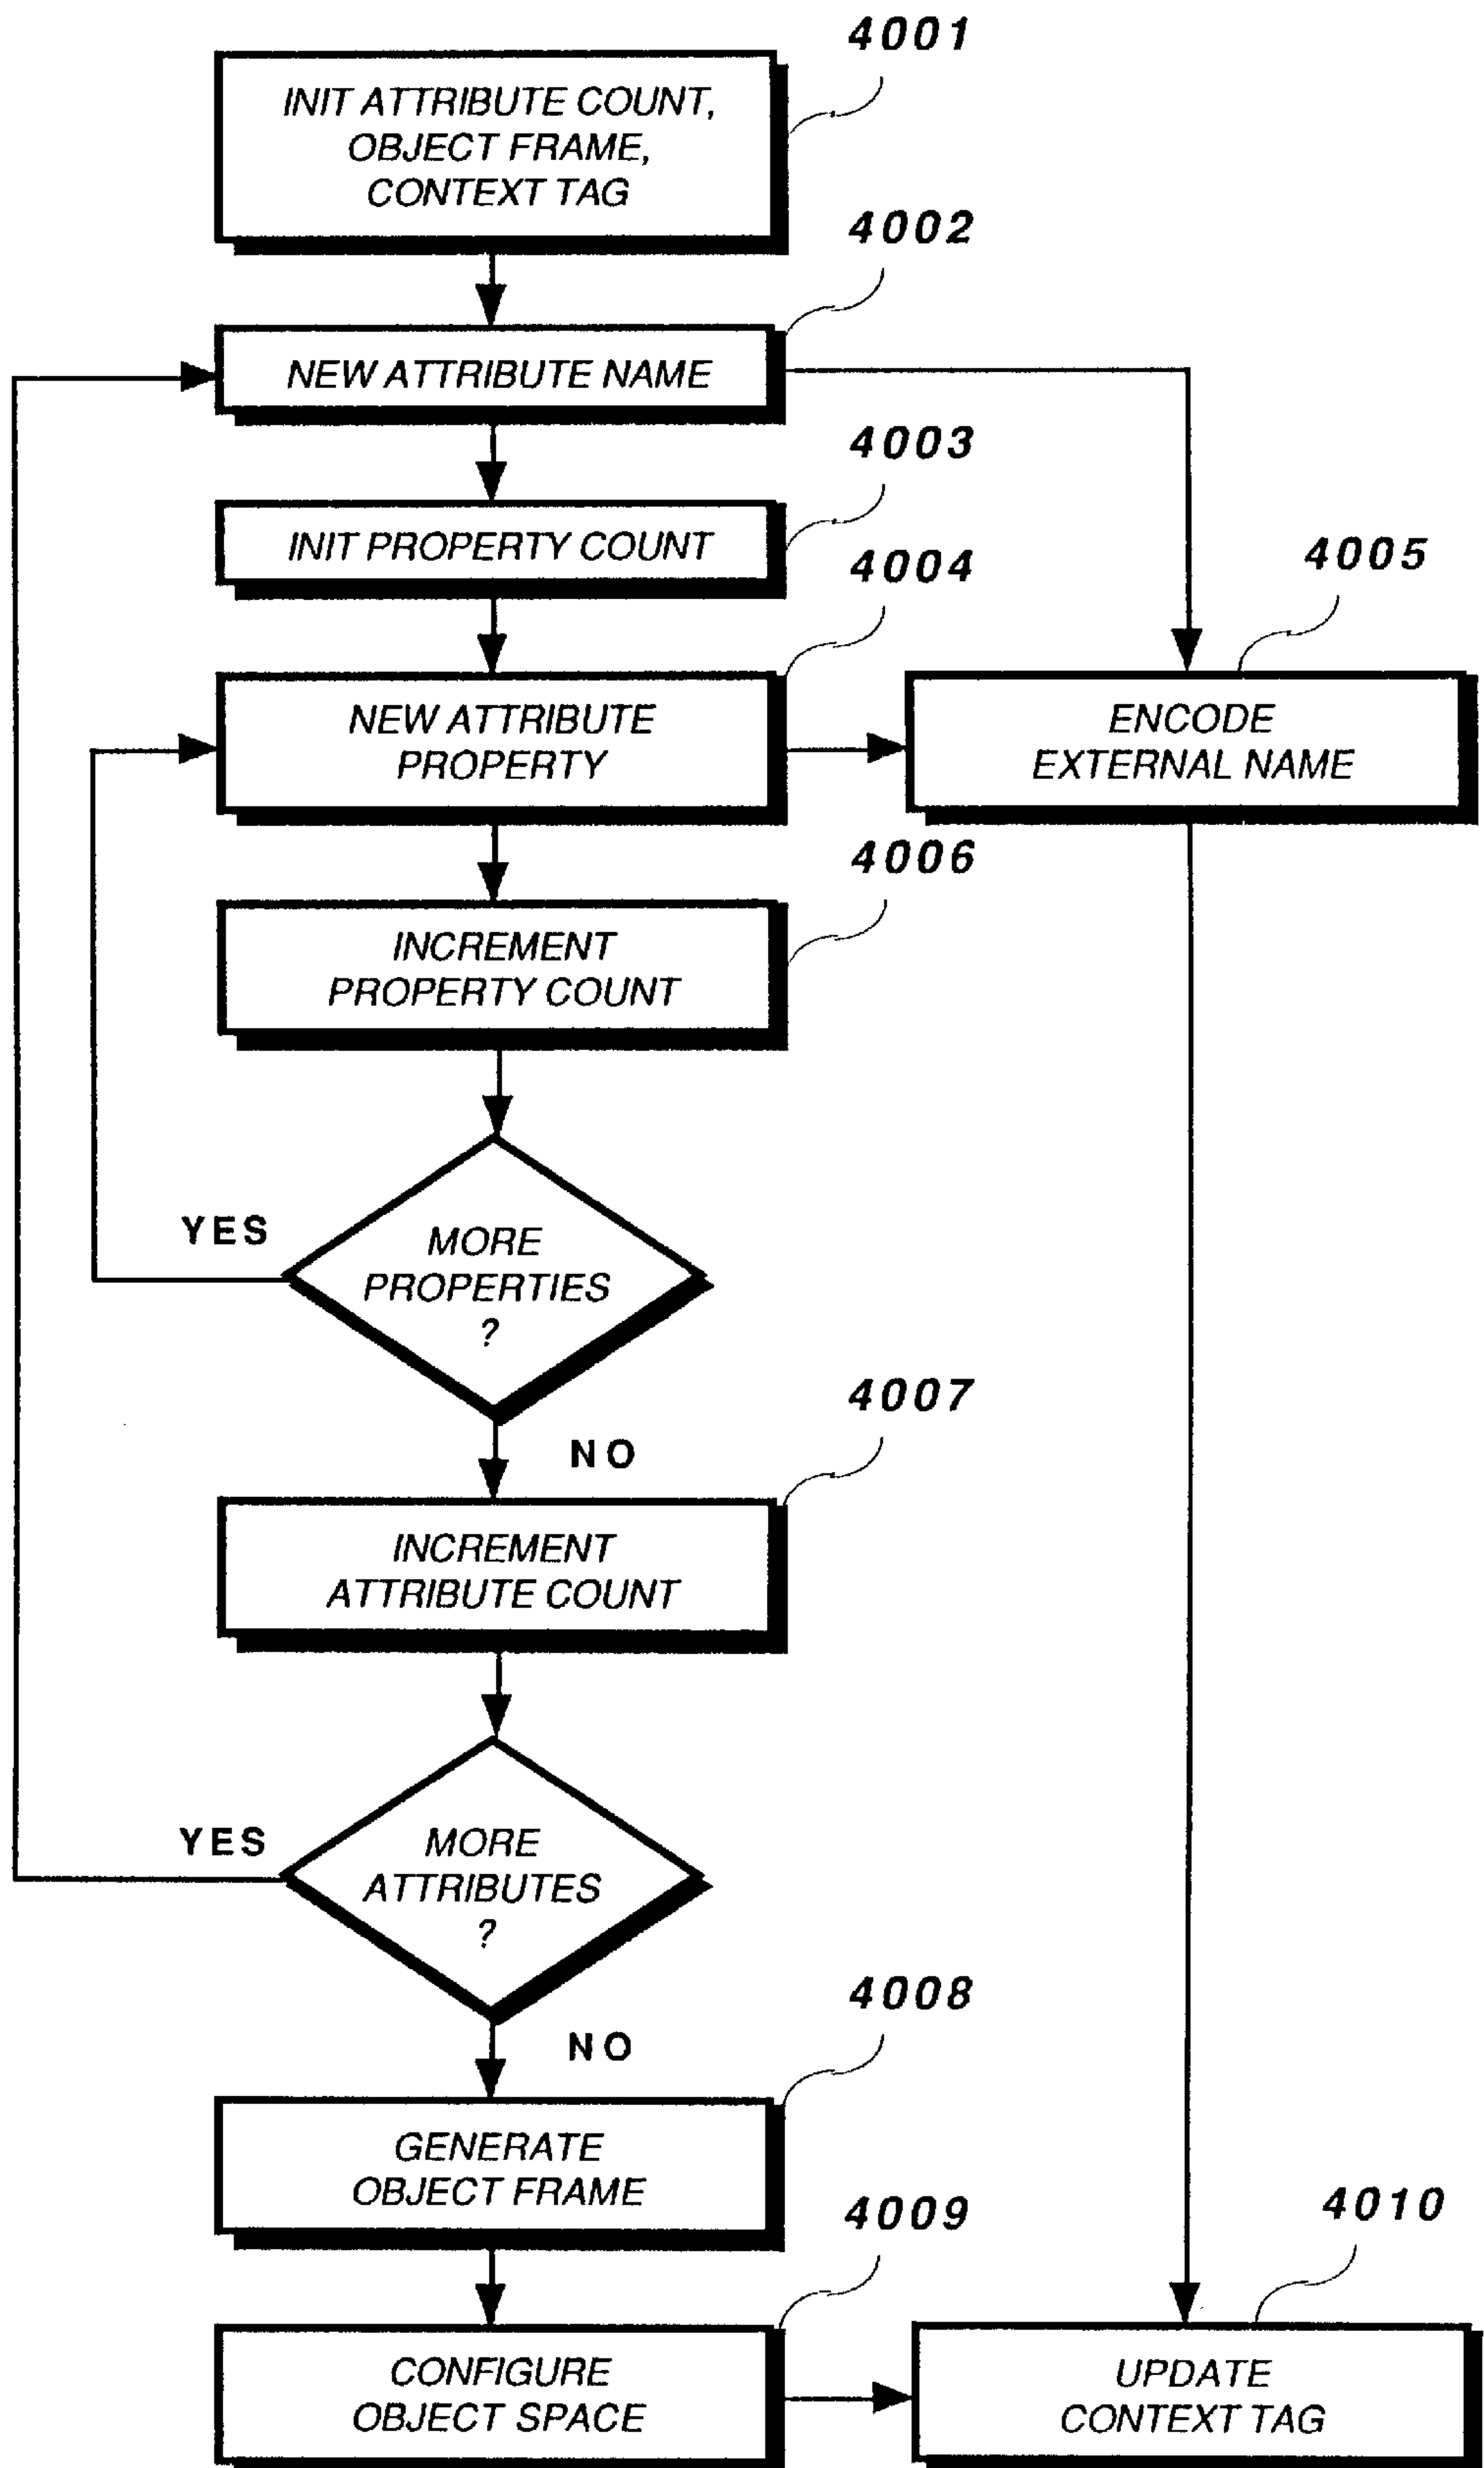 4001
INIT ATTRIBUTE COUNT,
OBJECT FRAME,
CONTEXT TAG
4002
NEW ATTRIBUTE NAME
4003
INIT PROPERTY COUNT
4004
NEW ATTRIBUTE
PROPERTY
4005
ENCODE
EXTERNAL NAME
4006
INCREMENT
PROPERTY COUNT
YES
MORE
PROPERTIES
?
NO
4007
INCREMENT
ATTRIBUTE COUNT
YES
MORE
ATTRIBUTES
?
NO
4008
GENERATE
OBJECT FRAME
4009
CONFIGURE
OBJECT SPACE
4010
UPDATE
CONTEXT TAG